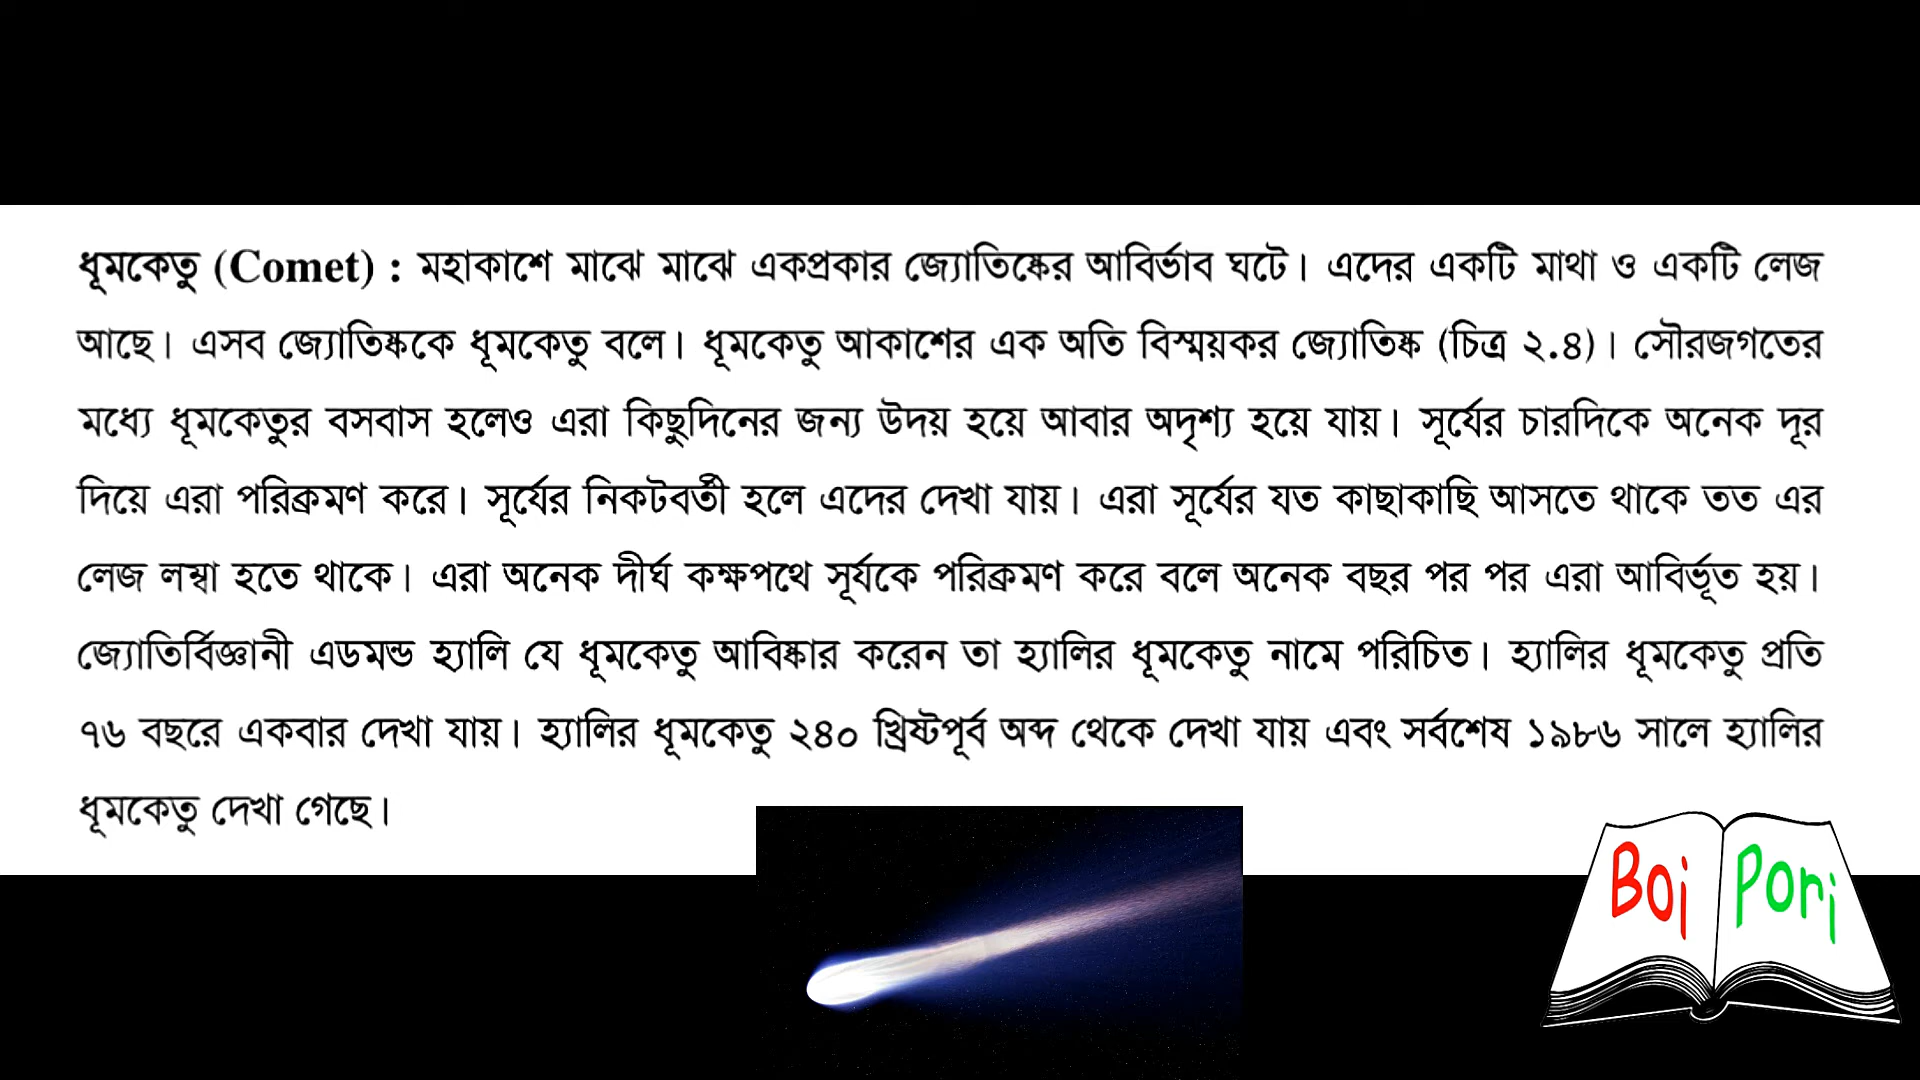 ধূমকেতু (Comet) : মহাকাশে মাঝে মাঝে একপ্রকার জ্যোতিষ্কের আবির্ভাব ঘটে। এদের একটি মাথা ও একটি লেজ
আছে। এসব জ্যোতিষ্ককে ধূমকেতু বলে। ধূমকেতু আকাশের এক অতি বিস্ময়কর জ্যোতিষ্ক (চিত্র ২.৪)। সৌরজগতের
মধ্যে ধূমকেতুর বসবাস হলেও এরা কিছুদিনের জন্য উদয় হয়ে আবার অদৃশ্য হয়ে যায়। সূর্যের চারদিকে অনেক দূর
দিয়ে এরা পরিক্রমণ করে। সূর্যের নিকটবর্তী হলে এদের দেখা যায়। এরা সূর্যের যত কাছাকাছি আসতে থাকে তত এর
লেজ লম্বা হতে থাকে। এরা অনেক দীর্ঘ কক্ষপথে সূর্যকে পরিক্রমণ করে বলে অনেক বছর পর পর এরা আবির্ভূত হয়।
জ্যোতির্বিজ্ঞানী এডমন্ড হ্যালি যে ধূমকেতু আবিষ্কার করেন তা হ্যালির ধূমকেতু নামে পরিচিত। হ্যালির ধূমকেতু প্রতি
৭৬ বছরে একবার দেখা যায়। হ্যালির ধূমকেতু ২৪০ খ্রিষ্টপূর্ব অব্দ থেকে দেখা যায় এবং সর্বশেষ ১৯৮৬ সালে হ্যালির
ধূমকেতু দেখা গেছে।
Boi Pori